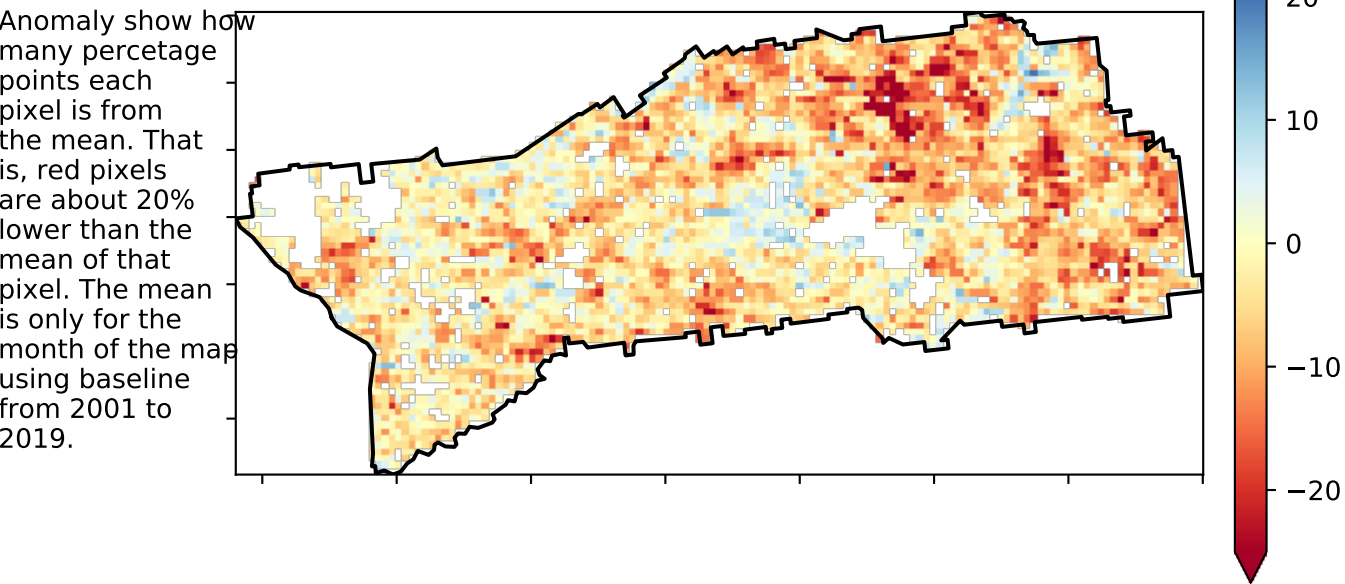 Anomaly show how
many percetage
points each
pixel is from
the mean. That
is, red pixels
are about 20%
lower than the
mean of that
pixel. The mean
is only for the
month of the map
using baseline
from 2001 to
2019.
20
10
0
−10
−20